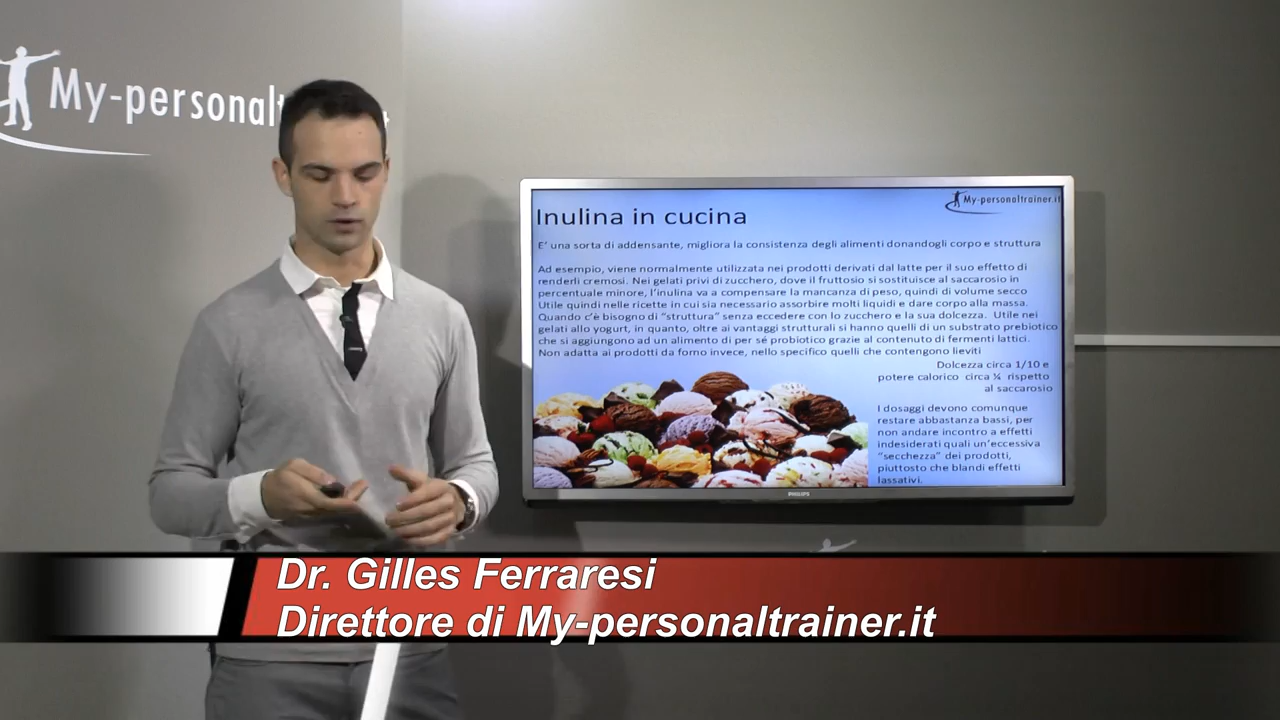 My-personalt
My-personaltrainer.it
Inulina in cucina
E' una sorta di addensante, migliora la consistenza degli alimenti donandogli corpo e struttura
Ad esempio, viene normalmente utilizzata nei prodotti derivati dal latte per il suo effetto di
renderli cremosi. Nei gelati privi di zucchero, dove il fruttosio si sostituisce al saccarosio in
percentuale minore, l'inulina va a compensare la mancanza di peso, quindi di volume secco
Utile quindi nelle ricette in cui sia necessario assorbire molti liquidi e dare corpo alla massa.
Quando c'è bisogno di "struttura" senza eccedere con lo zucchero e la sua dolcezza. Utile nei
gelati allo yogurt, in quanto, oltre ai vantaggi strutturali si hanno quelli di un substrato prebiotico
che si aggiungono ad un alimento di per sé probiotico grazie al contenuto di fermenti lattici.
Non adatta ai prodotti da forno invece, nello specifico quelli che contengono lieviti
Dolcezza circa 1/10 e
potere calorico circa ¼ rispetto
al saccarosio
I dosaggi devono comunque
restare abbastanza bassi, per
non andare incontro a effetti
indesiderati quali un'eccessiva
"secchezza" dei prodotti,
piuttosto che blandi effetti
lassativi.
PHILIPS
Dr. Gilles Ferraresi
Direttore di My-personaltrainer.it